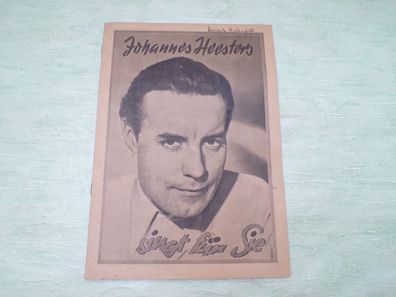 Johannes Heesters
singt für Sie